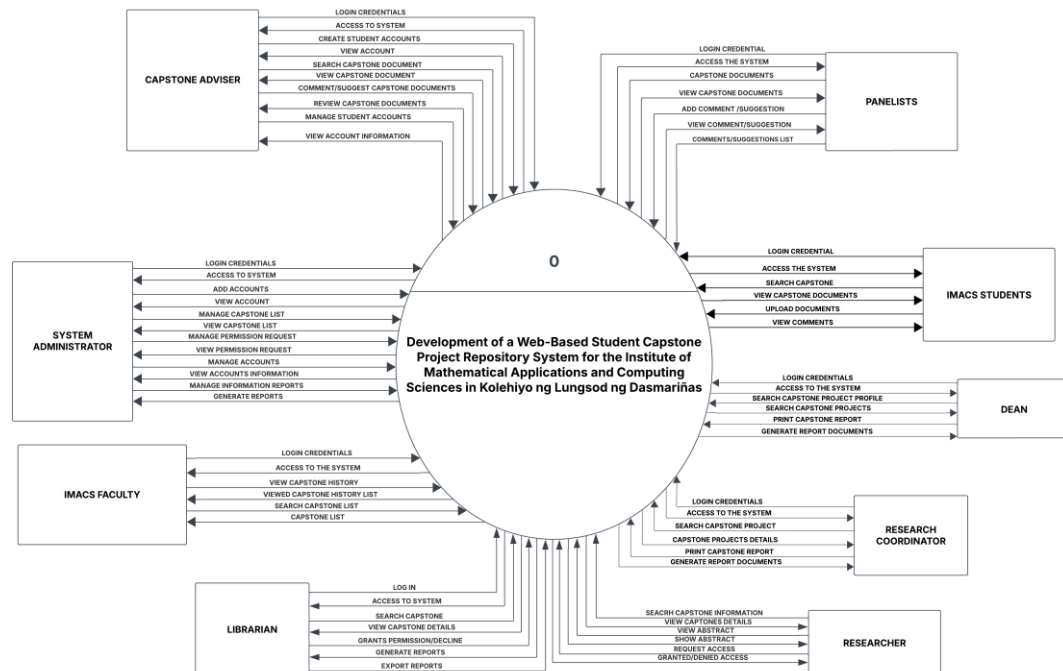 LOGIN CREDENTIALS
ACCESS TO SYSTEM
CREATE STUDENT ACCOUNTS
VIEW ACCOUNT
SEARCH CAPSTONE DOCUMENT
VIEW CAPSTONE DOCUMENT
COMMENT/SUGGEST CAPSTONE DOCUMENTS
REVIEW CAPSTONE DOCUMENTS
MANAGE STUDENT ACCOUNTS
VIEW ACCOUNT INFORMATION
CAPSTONE ADVISER
LOGIN CREDENTIAL
ACCESS THE SYSTEM
CAPSTONE DOCUMENTS
VIEW CAPSTONE DOCUMENTS
ADD COMMENT /SUGGESTION
VIEW COMMENT/SUGGESTION
COMMENTS/SUGGESTIONS LIST
PANELISTS
0
Development of a Web-Based Student Capstone
Project Repository System for the Institute of
Mathematical Applications and Computing
Sciences in Kolehiyo ng Lungsod ng Dasmariñas
LOGIN CREDENTIALS
ACCESS TO SYSTEM
ADD ACCOUNTS
VIEW ACCOUNT
MANAGE CAPSTONE LIST
VIEW CAPSTONE LIST
MANAGE PERMISSION REQUEST
VIEW PERMISSION REQUEST
MANAGE ACCOUNTS
VIEW ACCOUNTS INFORMATION
MANAGE INFORMATION REPORTS
GENERATE REPORTS
SYSTEM
ADMINISTRATOR
LOGIN CREDENTIAL
ACCESS THE SYSTEM
SEARCH CAPSTONE
VIEW CAPSTONE DOCUMENTS
UPLOAD DOCUMENTS
VIEW COMMENTS
IMACS STUDENTS
LOGIN CREDENTIALS
ACCESS TO THE SYSTEM
SEARCH CAPSTONE PROJECT PROFILE
SEARCH CAPSTONE PROJECTS
PRINT CAPSTONE REPORT
GENERATE REPORT DOCUMENTS
DEAN
LOGIN CREDENTIALS
ACCESS TO THE SYSTEM
VIEW CAPSTONE HISTORY
VIEWED CAPSTONE HISTORY LIST
SEARCH CAPSTONE LIST
CAPSTONE LIST
IMACS FACULTY
LOGIN CREDENTIALS
ACCESS TO THE SYSTEM
SEARCH CAPSTONE PROJECT
CAPSTONE PROJECTS DETAILS
PRINT CAPSTONE REPORT
GENERATE REPORT DOCUMENTS
RESEARCH
COORDINATOR
LOG IN
ACCESS TO SYSTEM
SEARCH CAPSTONE
VIEW CAPSTONE DETAILS
GRANTS PERMISSION/DECLINE
GENERATE REPORTS
EXPORT REPORTS
LIBRARIAN
SEACRH CAPSTONE INFORMATION
VIEW CAPTONES DETAILS
VIEW ABSTRACT
SHOW ABSTRACT
REQUEST ACCESS
GRANTED/DENIED ACCESS
RESEARCHER